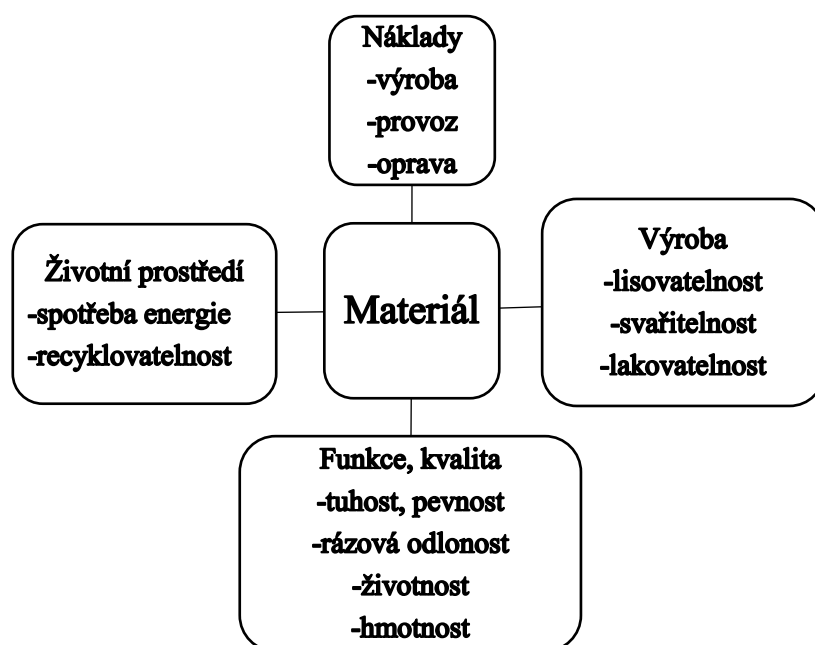 Náklady
-výroba
-provoz
-oprava
Životní prostředí
-spotřeba energie
-recyklovatelnost
Materiál
Výroba
-lisovatelnost
-svařitelnost
-lakovatelnost
Funkce, kvalita
-tuhost, pevnost
-rázová odlonost
-životnost
-hmotnost